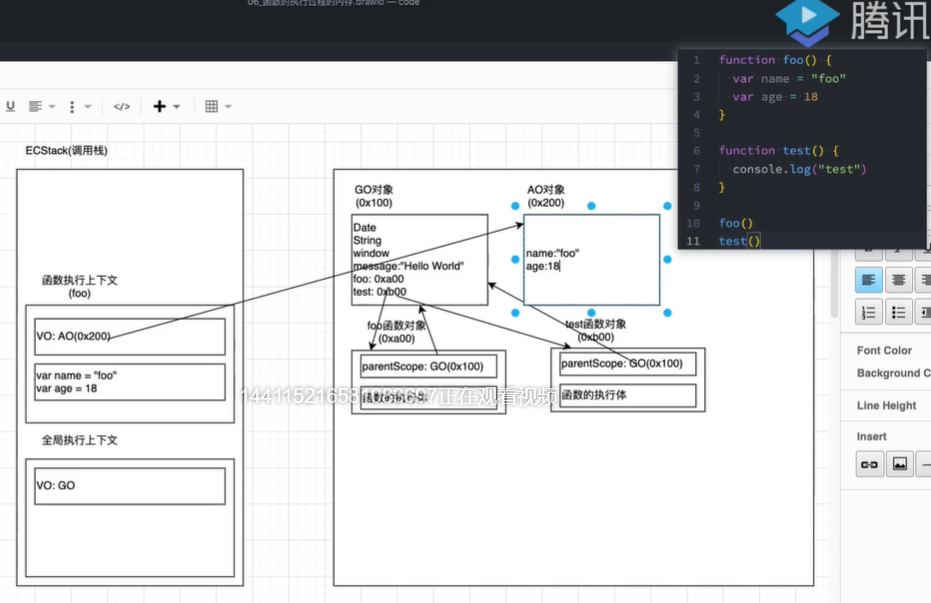 06_函数的执行过程的内存.drawio — code
腾讯
1 function foo() {
2 var name = "foo"
3 var age = 18
4 }
5
6 function test() {
7 console.log("test")
8 }
9
10 foo()
11 test()
U
</>
ECStack(调用栈)
函数执行上下文
(foo)
VO: AO(0x200)
var name = "foo"
var age = 18
全局执行上下文
VO: GO
GO对象
(0x100)
Date
String
window
message:"Hello World"
foo: 0xa00
test: 0xb00
AO对象
(0x200)
name:"foo"
age:18
foo函数对象
(0xa00)
parentScope: GO(0x100)
函数的执行体
test函数对象
(0xb00)
parentScope: GO(0x100)
函数的执行体
正在观看视频
Font Color
Background C
Line Height
Insert